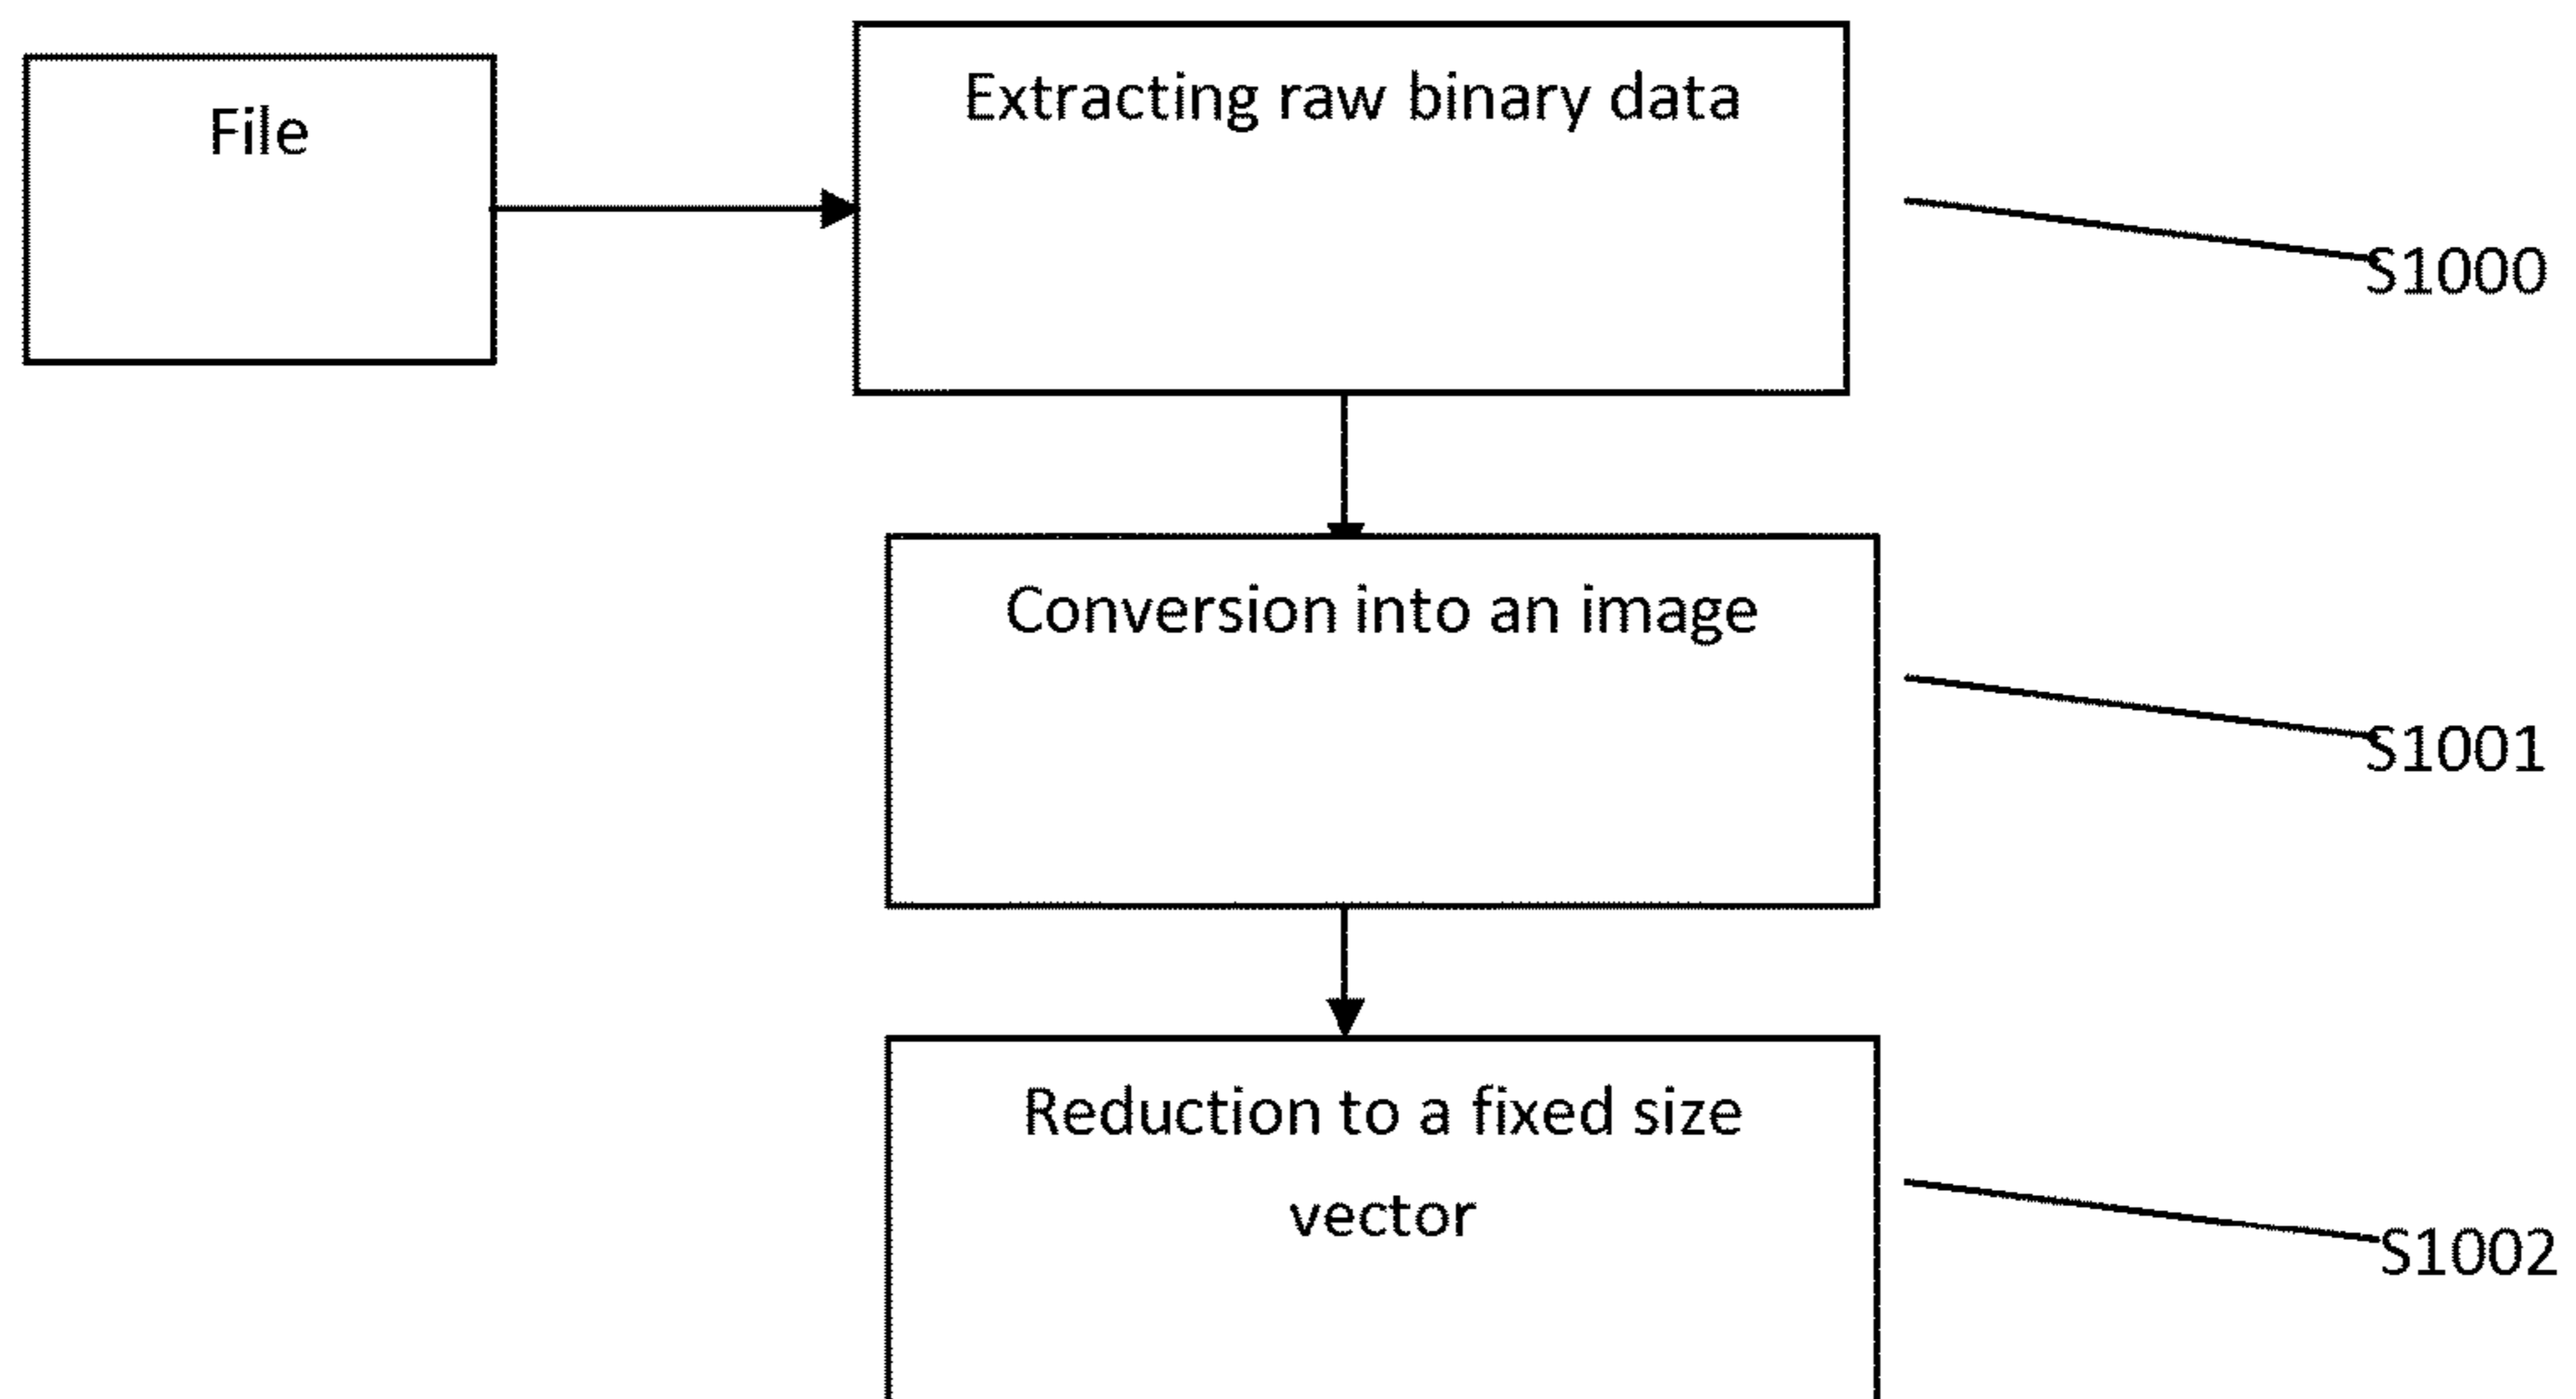 File
Extracting raw binary data
S1000
Conversion into an image
S1001
Reduction to a fixed size
vector
S1002